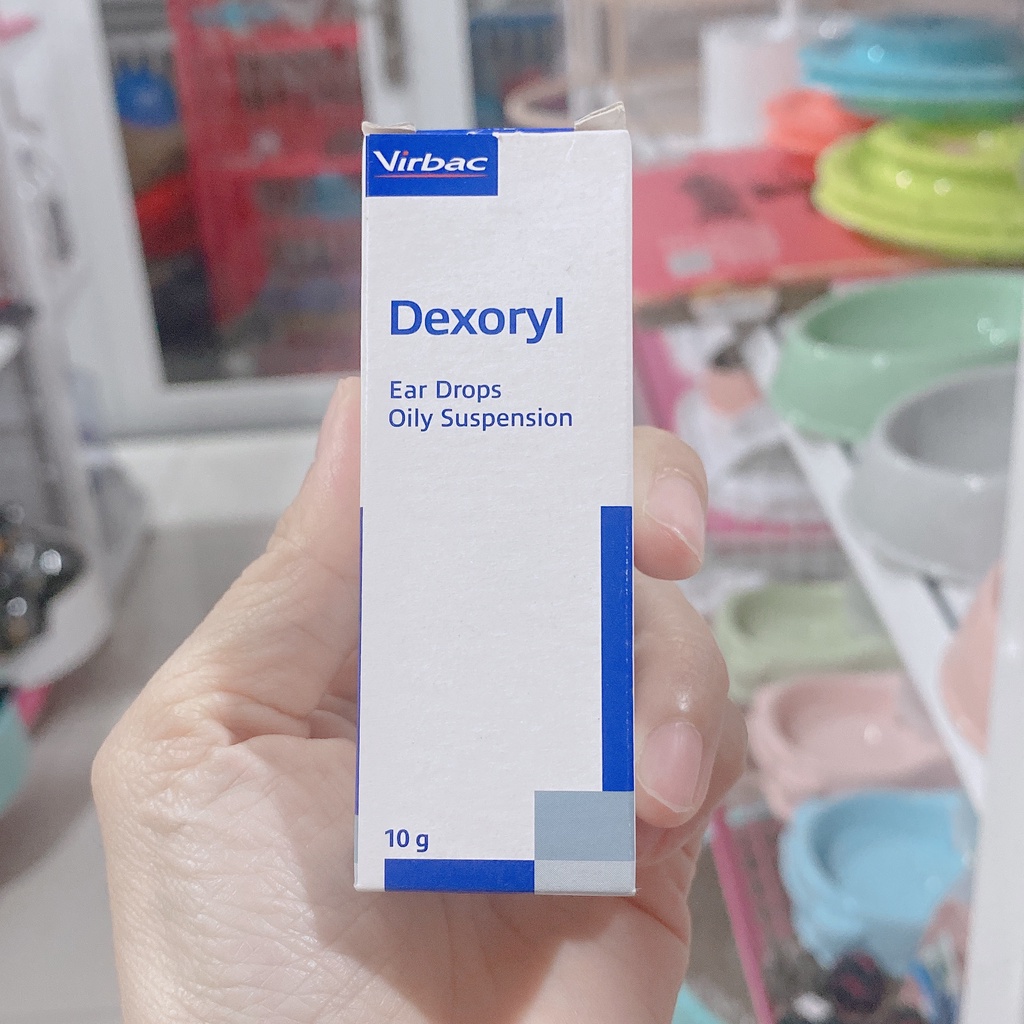 Virbac
Dexoryl
Ear Drops
Oily Suspension
10 g